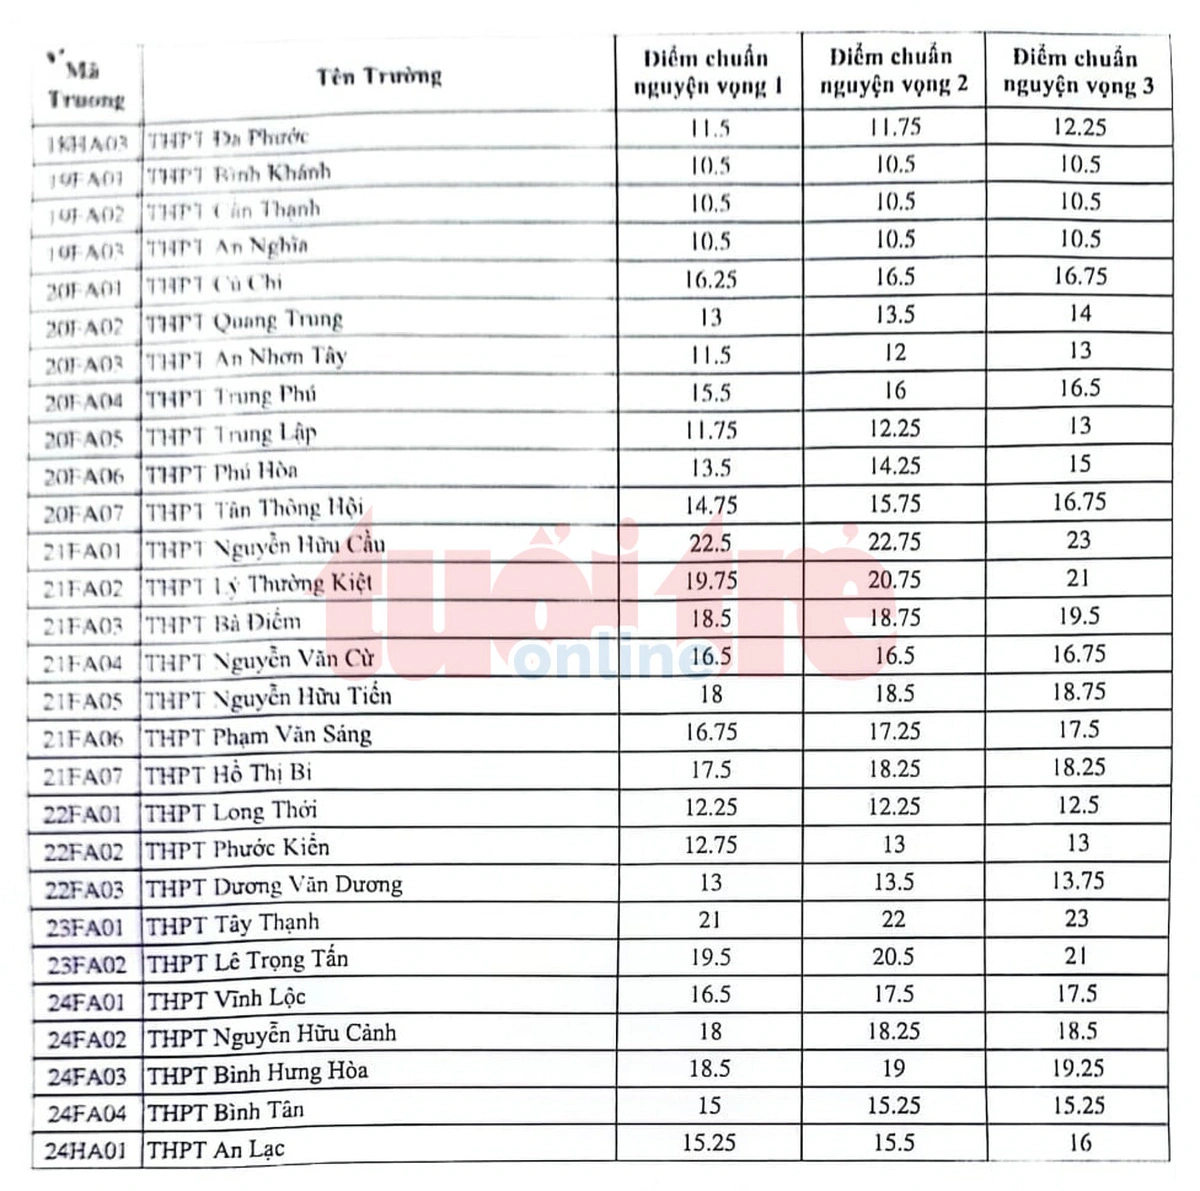 Mã Trương | Tên Trường | Điểm chuẩn nguyện vọng 1 | Điểm chuẩn nguyện vọng 2 | Điểm chuẩn nguyện vọng 3
18HA03 | THPT Đa Phước | 11.5 | 11.75 | 12.25
19FA01 | THPT Bình Khánh | 10.5 | 10.5 | 10.5
19FA02 | THPT Cần Thạnh | 10.5 | 10.5 | 10.5
19FA03 | THPT An Nghĩa | 10.5 | 10.5 | 10.5
20FA01 | THPT Củ Chi | 16.25 | 16.5 | 16.75
20FA02 | THPT Quang Trung | 13 | 13.5 | 14
20FA03 | THPT An Nhơn Tây | 11.5 | 12 | 13
20FA04 | THPT Trung Phú | 15.5 | 16 | 16.5
20FA05 | THPT Trung Lập | 11.75 | 12.25 | 13
20FA06 | THPT Phú Hòa | 13.5 | 14.25 | 15
20FA07 | THPT Tân Thông Hội | 14.75 | 15.75 | 16.75
21FA01 | THPT Nguyễn Hữu Cầu | 22.5 | 22.75 | 23
21FA02 | THPT Lý Thường Kiệt | 19.75 | 20.75 | 21
21FA03 | THPT Bà Điểm | 18.5 | 18.75 | 19.5
21FA04 | THPT Nguyễn Văn Cừ | 16.5 | 16.5 | 16.75
21FA05 | THPT Nguyễn Hữu Tiến | 18 | 18.5 | 18.75
21FA06 | THPT Phạm Văn Sáng | 16.75 | 17.25 | 17.5
21FA07 | THPT Hồ Thị Bi | 17.5 | 18.25 | 18.25
22FA01 | THPT Long Thới | 12.25 | 12.25 | 12.5
22FA02 | THPT Phước Kiển | 12.75 | 13 | 13
22FA03 | THPT Dương Văn Dương | 13 | 13.5 | 13.75
23FA01 | THPT Tây Thạnh | 21 | 22 | 23
23FA02 | THPT Lê Trọng Tấn | 19.5 | 20.5 | 21
24FA01 | THPT Vĩnh Lộc | 16.5 | 17.5 | 17.5
24FA02 | THPT Nguyễn Hữu Cảnh | 18 | 18.25 | 18.5
24FA03 | THPT Bình Hưng Hòa | 18.5 | 19 | 19.25
24FA04 | THPT Bình Tân | 15 | 15.25 | 15.25
24HA01 | THPT An Lạc | 15.25 | 15.5 | 16
tuổi trẻ
online